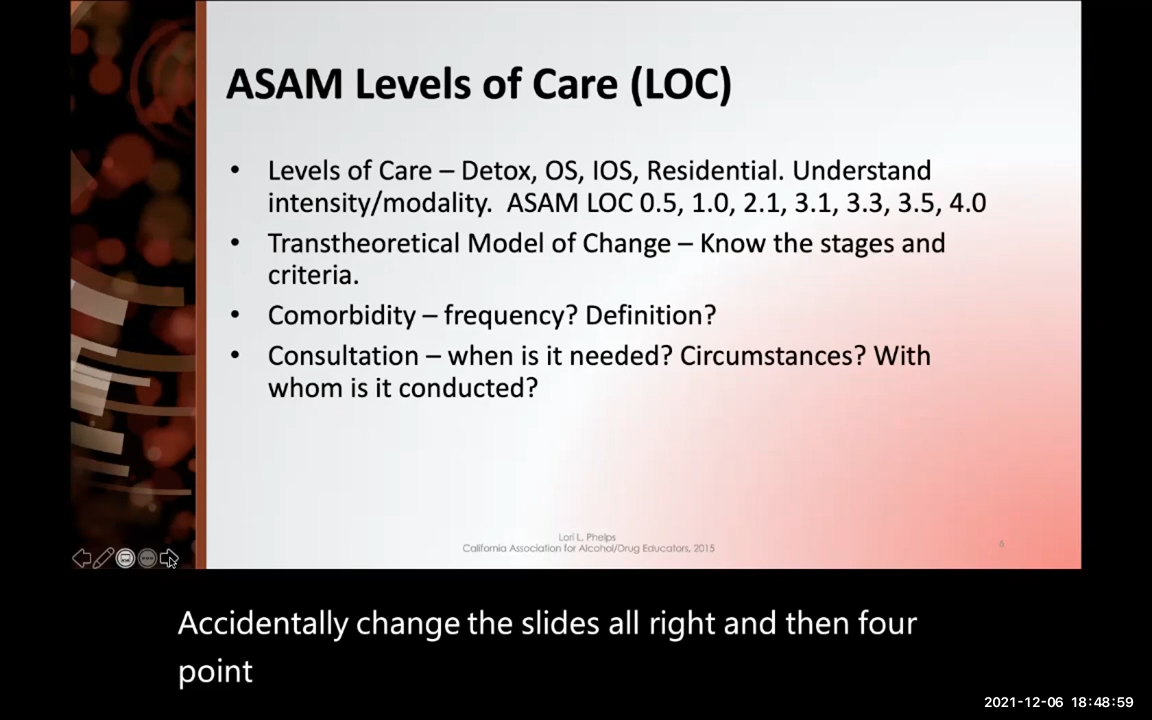 ASAM Levels of Care (LOC)
• Levels of Care – Detox, OS, IOS, Residential. Understand
intensity/modality.  ASAM LOC 0.5, 1.0, 2.1, 3.1, 3.3, 3.5, 4.0
• Transtheoretical Model of Change – Know the stages and
criteria.
• Comorbidity – frequency? Definition?
• Consultation – when is it needed? Circumstances? With
whom is it conducted?
Lori L. Phelps
California Association for Alcohol/Drug Educators, 2015
6
Accidentally change the slides all right and then four
point
2021-12-06 18:48:59